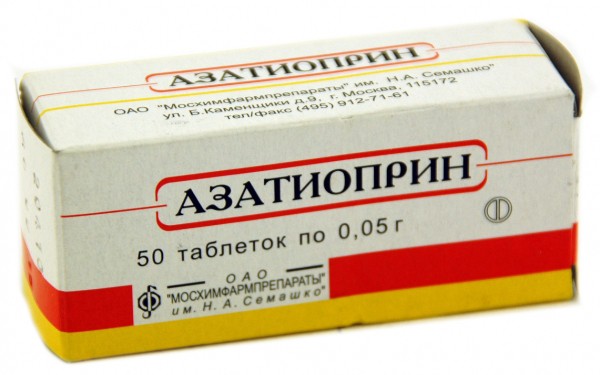 АЗАТИОПРИН
ОАО "Мосхимфармпрепараты" им. Н.А. Семашко"
ул. Б.Каменщики д.9, г. Москва, 115172
тел/факс (495) 912-71-61
АЗАТИОПРИН
50 таблеток по 0,05 г
ОАО
"МОСХИМФАРМПРЕПАРАТЫ"
им. Н. А. Семашко"